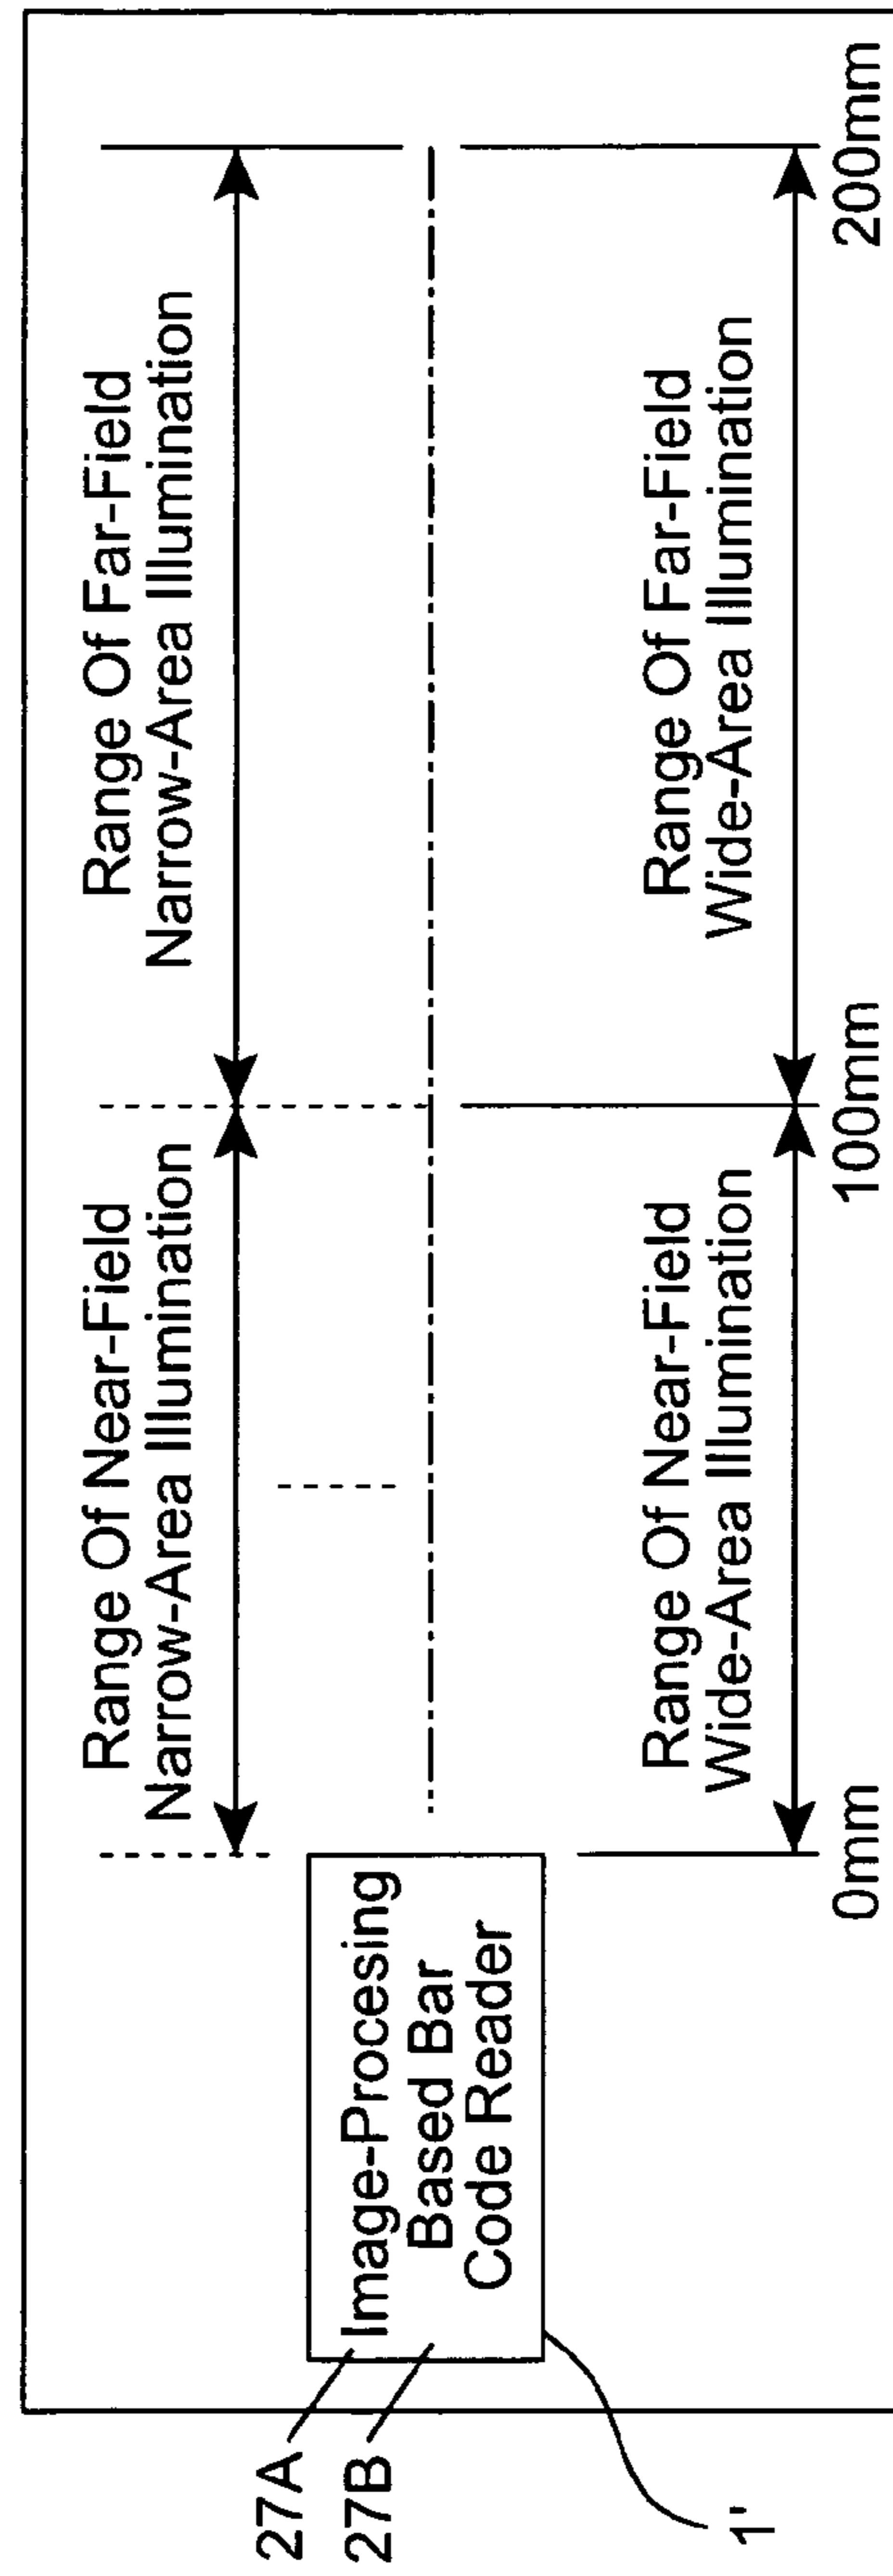 Range Of Near-Field
Narrow-Area Illumination
Range Of Far-Field
Narrow-Area Illumination
27A
27B
Image-Procesing
Based Bar
Code Reader
1'
Range Of Near-Field
Wide-Area Illumination
Range Of Far-Field
Wide-Area Illumination
0mm
100mm
200mm